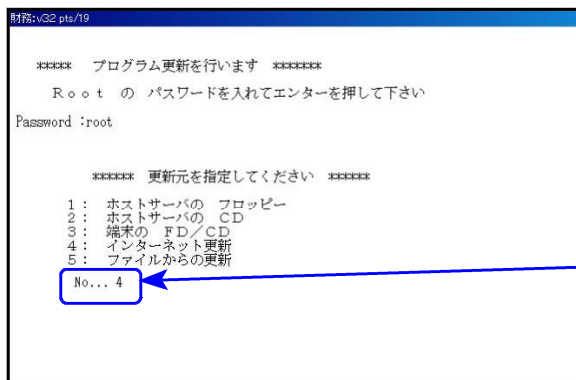 財務:v32 pts/19
***** プログラム更新を行います *******
Ｒｏｏｔ の パスワードを入れてエンターを押して下さい
Password :root
****** 更新元を指定してください ******
1: ホストサーバの フロッピー
2: ホストサーバの ＣＤ
3: 端末の ＦＤ／ＣＤ
4: インターネット更新
5: ファイルからの更新
No... 4